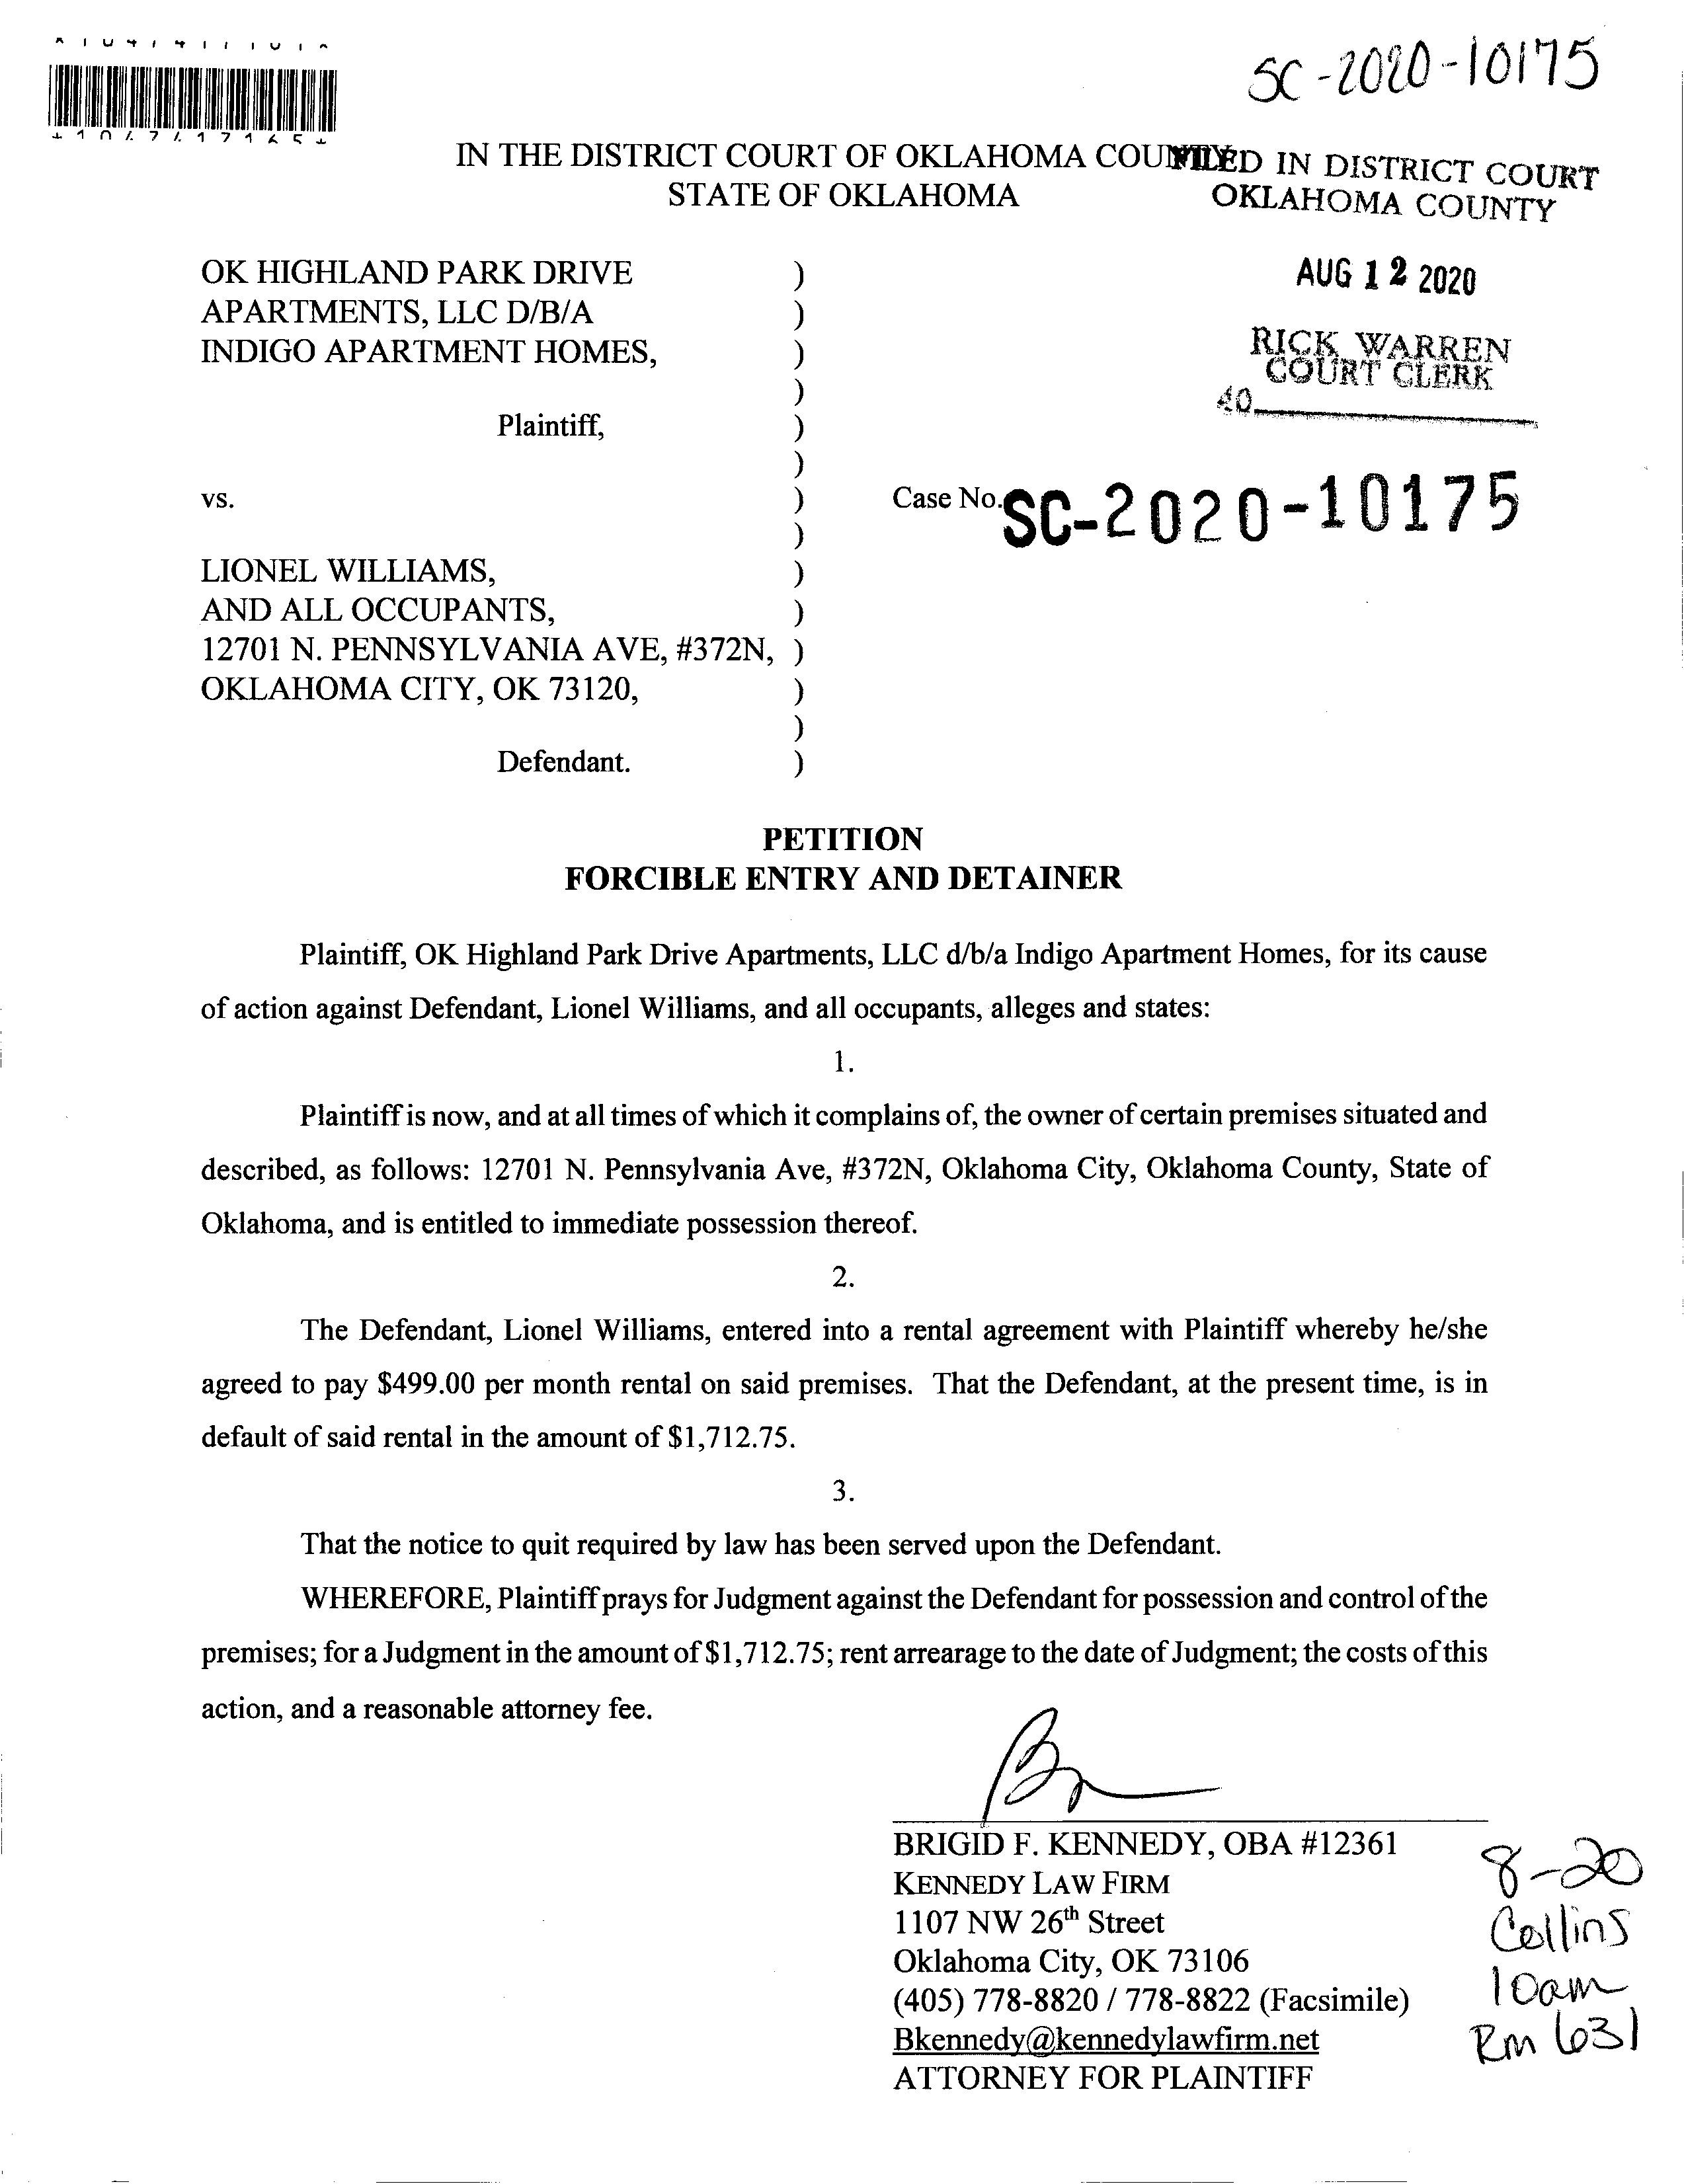 SC-2020-10175
IN THE DISTRICT COURT OF OKLAHOMA COUNTY
STATE OF OKLAHOMA
FILED IN DISTRICT COURT
OKLAHOMA COUNTY
AUG 12 2020
RICK WARREN
COURT CLERK
40
OK HIGHLAND PARK DRIVE )
APARTMENTS, LLC D/B/A )
INDIGO APARTMENT HOMES, )
)
Plaintiff, )
)
vs. ) Case No. SC-2020-10175
)
LIONEL WILLIAMS, )
AND ALL OCCUPANTS, )
12701 N. PENNSYLVANIA AVE, #372N, )
OKLAHOMA CITY, OK 73120, )
)
Defendant. )
PETITION
FORCIBLE ENTRY AND DETAINER
Plaintiff, OK Highland Park Drive Apartments, LLC d/b/a Indigo Apartment Homes, for its cause
of action against Defendant, Lionel Williams, and all occupants, alleges and states:
1.
Plaintiff is now, and at all times of which it complains of, the owner of certain premises situated and
described, as follows: 12701 N. Pennsylvania Ave, #372N, Oklahoma City, Oklahoma County, State of
Oklahoma, and is entitled to immediate possession thereof.
2.
The Defendant, Lionel Williams, entered into a rental agreement with Plaintiff whereby he/she
agreed to pay $499.00 per month rental on said premises. That the Defendant, at the present time, is in
default of said rental in the amount of $1,712.75.
3.
That the notice to quit required by law has been served upon the Defendant.
WHEREFORE, Plaintiff prays for Judgment against the Defendant for possession and control of the
premises; for a Judgment in the amount of $1,712.75; rent arrearage to the date of Judgment; the costs of this
action, and a reasonable attorney fee.
BRIGID F. KENNEDY, OBA #12361
KENNEDY LAW FIRM
1107 NW 26th Street
Oklahoma City, OK 73106
(405) 778-8820 / 778-8822 (Facsimile)
Bkennedy@kennedylawfirm.net
ATTORNEY FOR PLAINTIFF
8-20
Collins
10am
Rm 631